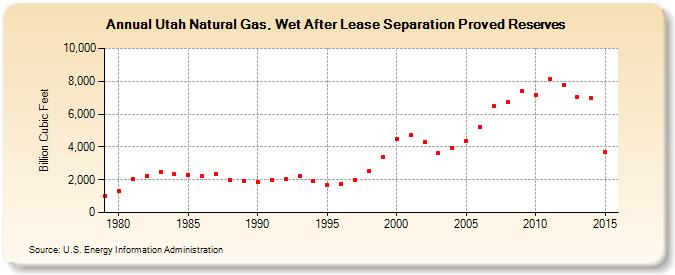 Annual Utah Natural Gas, Wet After Lease Separation Proved Reserves
Billion Cubic Feet
10,000
8,000
6,000
4,000
2,000
0
1980 1985 1990 1995 2000 2005 2010 2015
Source: U.S. Energy Information Administration